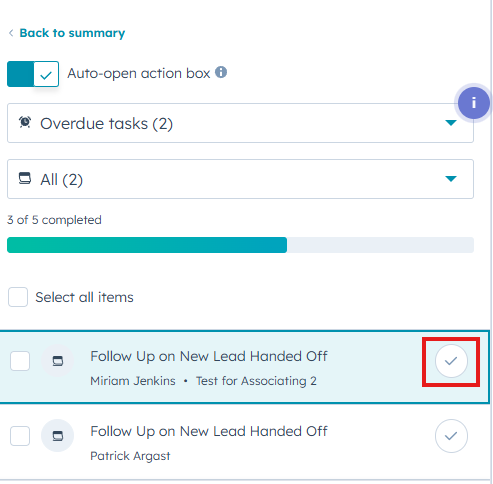 Back to summary
Auto-open action box i
i
Overdue tasks (2)
All (2)
3 of 5 completed
Select all items
Follow Up on New Lead Handed Off
Miriam Jenkins • Test for Associating 2
Follow Up on New Lead Handed Off
Patrick Argast